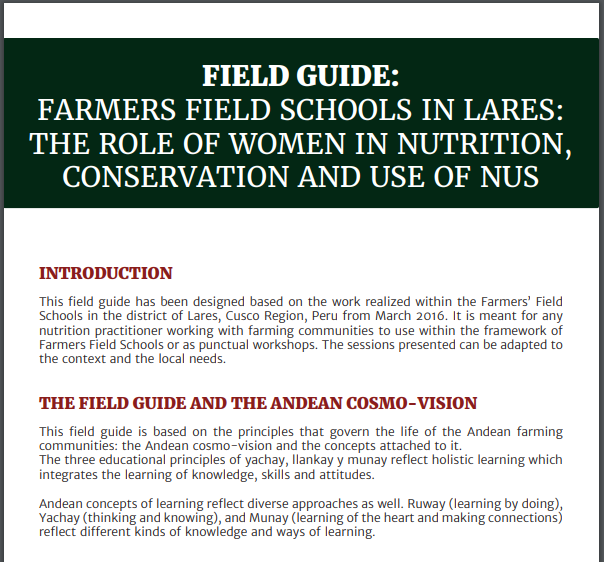 FIELD GUIDE:
FARMERS FIELD SCHOOLS IN LARES:
THE ROLE OF WOMEN IN NUTRITION,
CONSERVATION AND USE OF NUS
INTRODUCTION
This field guide has been designed based on the work realized within the Farmers’ Field
Schools in the district of Lares, Cusco Region, Peru from March 2016. It is meant for any
nutrition practitioner working with farming communities to use within the framework of
Farmers Field Schools or as punctual workshops. The sessions presented can be adapted to
the context and the local needs.
THE FIELD GUIDE AND THE ANDEAN COSMO-VISION
This field guide is based on the principles that govern the life of the Andean farming
communities: the Andean cosmo-vision and the concepts attached to it.
The three educational principles of yachay, llankay y munay reflect holistic learning which
integrates the learning of knowledge, skills and attitudes.
Andean concepts of learning reflect diverse approaches as well. Ruway (learning by doing),
Yachay (thinking and knowing), and Munay (learning of the heart and making connections)
reflect different kinds of knowledge and ways of learning.